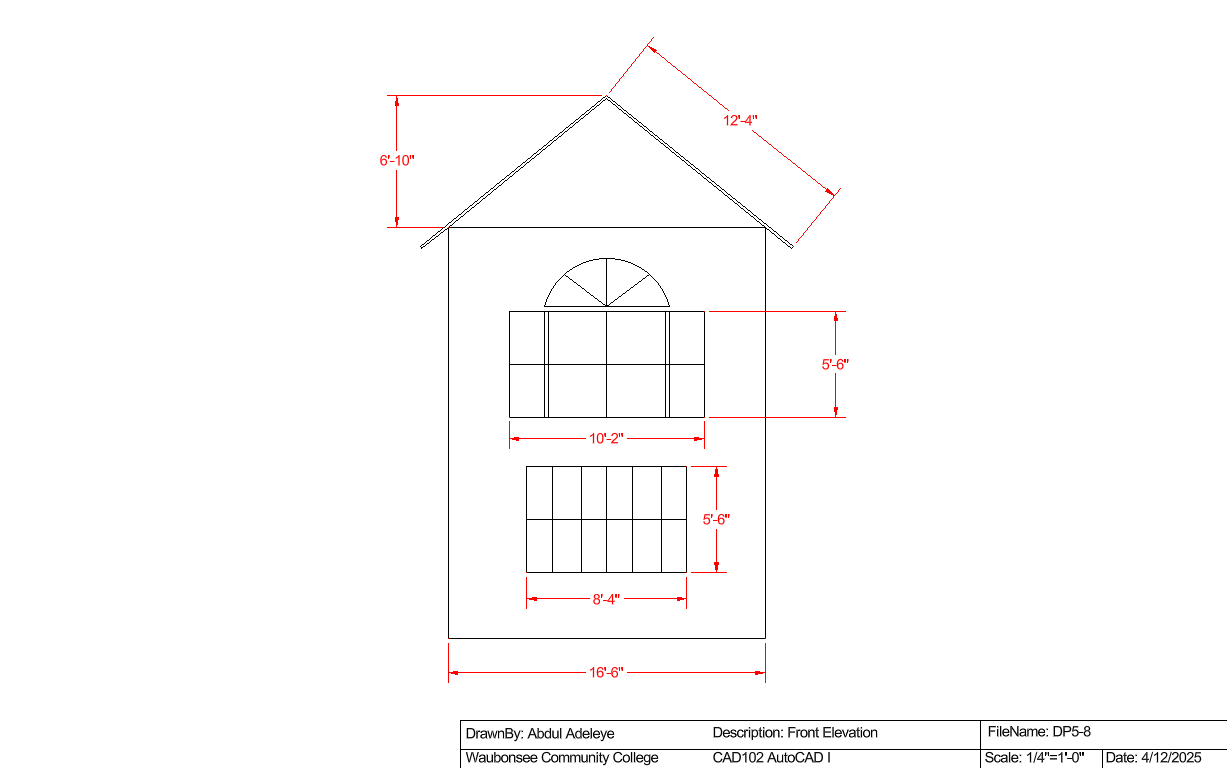 12'-4"
6'-10"
5'-6"
10'-2"
5'-6"
8'-4"
16'-6"
DrawnBy: Abdul Adeleye
Description: Front Elevation
FileName: DP5-8
Waubonsee Community College
CAD102 AutoCAD I
Scale: 1/4"=1'-0"
Date: 4/12/2025